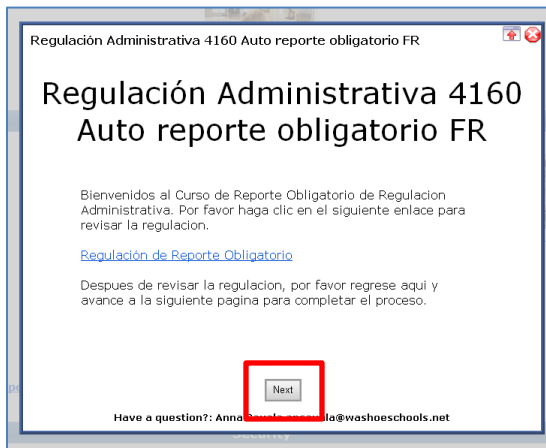 Regulación Administrativa 4160 Auto reporte obligatorio FR
Regulación Administrativa 4160
Auto reporte obligatorio FR
Bienvenidos al Curso de Reporte Obligatorio de Regulacion
Administrativa. Por favor haga clic en el siguiente enlace para
revisar la regulacion.
Regulación de Reporte Obligatorio
Despues de revisar la regulacion, por favor regrese aqui y
avance a la siguiente pagina para completar el proceso.
Next
Have a question?: Anna @washoeschools.net
Security